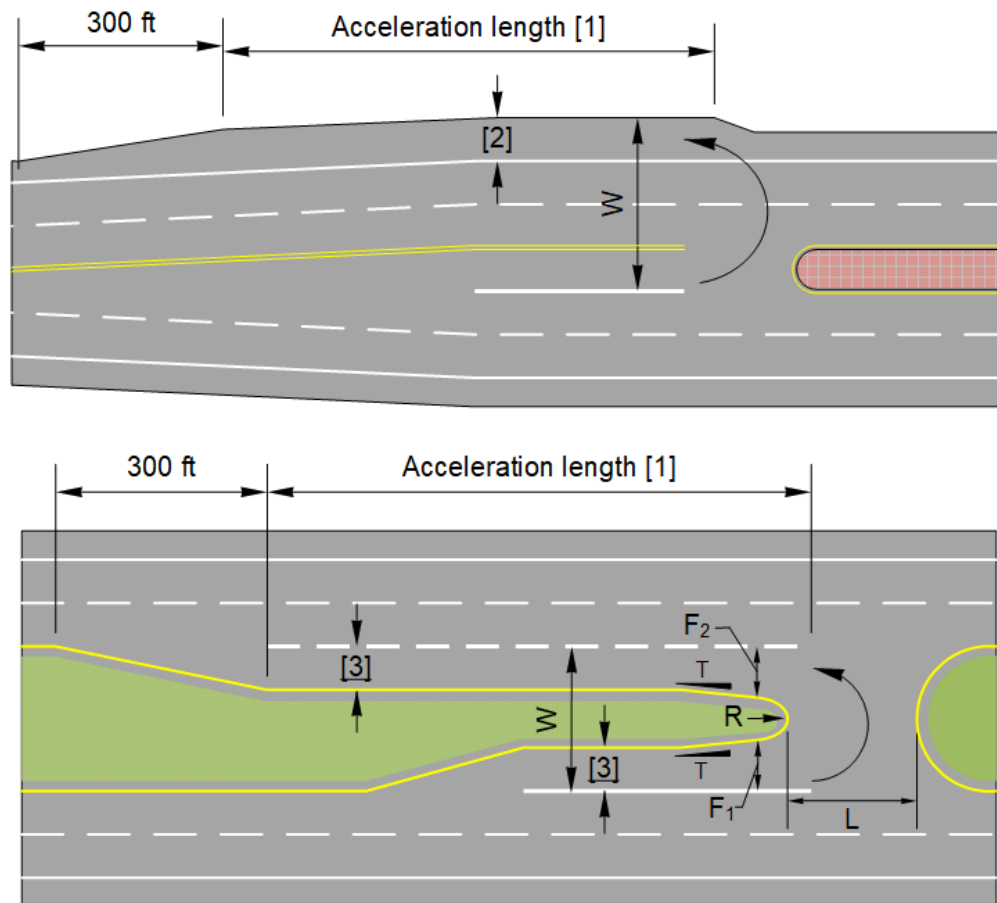 300 ft
Acceleration length [1]
[2]
W
300 ft
Acceleration length [1]
F₂
[3]
T
W
R
[3]
T
F₁
L